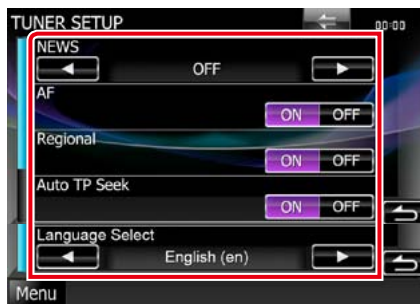 TUNER SETUP
00:00
NEWS
OFF
AF
ON OFF
Regional
ON OFF
Auto TP Seek
ON OFF
Language Select
English (en)
Menu